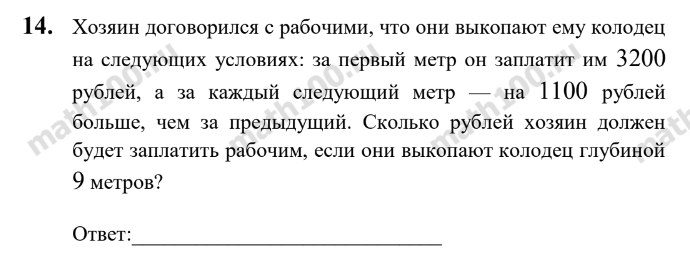 14. Хозяин договорился с рабочими, что они выкопают ему колодец
на следующих условиях: за первый метр он заплатит им 3200
рублей, а за каждый следующий метр — на 1100 рублей
больше, чем за предыдущий. Сколько рублей хозяин должен
будет заплатить рабочим, если они выкопают колодец глубиной
9 метров?
Ответ:____________________________
math100.ru
math100.ru
math100.ru
math100.ru